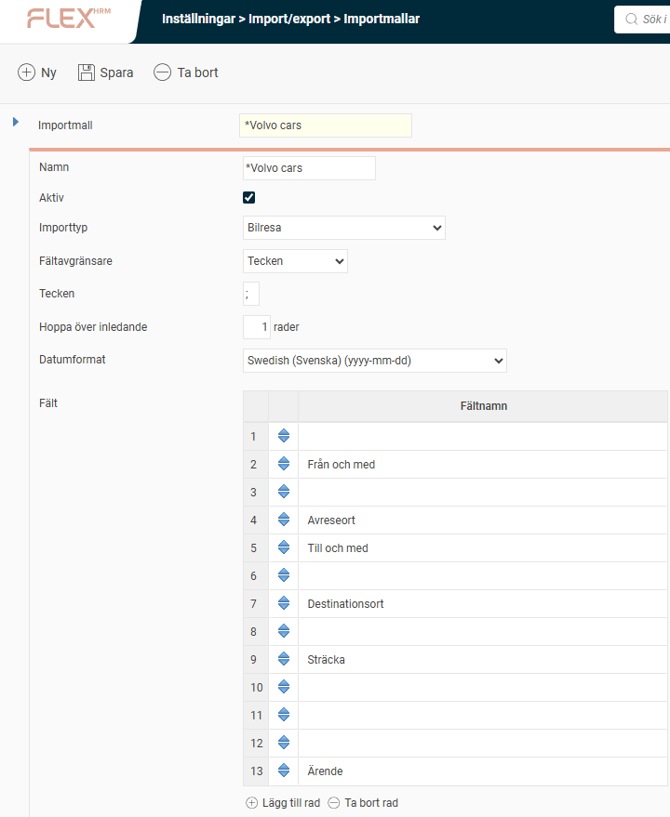 FLEX HRM
Inställningar > Import/export > Importmallar
Sök i
Ny Spara Ta bort
Importmall *Volvo cars
Namn *Volvo cars
Aktiv
Importtyp Bilresa
Fältavgränsare Tecken
Tecken ;
Hoppa över inledande 1 rader
Datumformat Swedish (Svenska) (yyyy-mm-dd)
Fält Fältnamn
1
2 Från och med
3
4 Avreseort
5 Till och med
6
7 Destinationsort
8
9 Sträcka
10
11
12
13 Ärende
Lägg till rad Ta bort rad